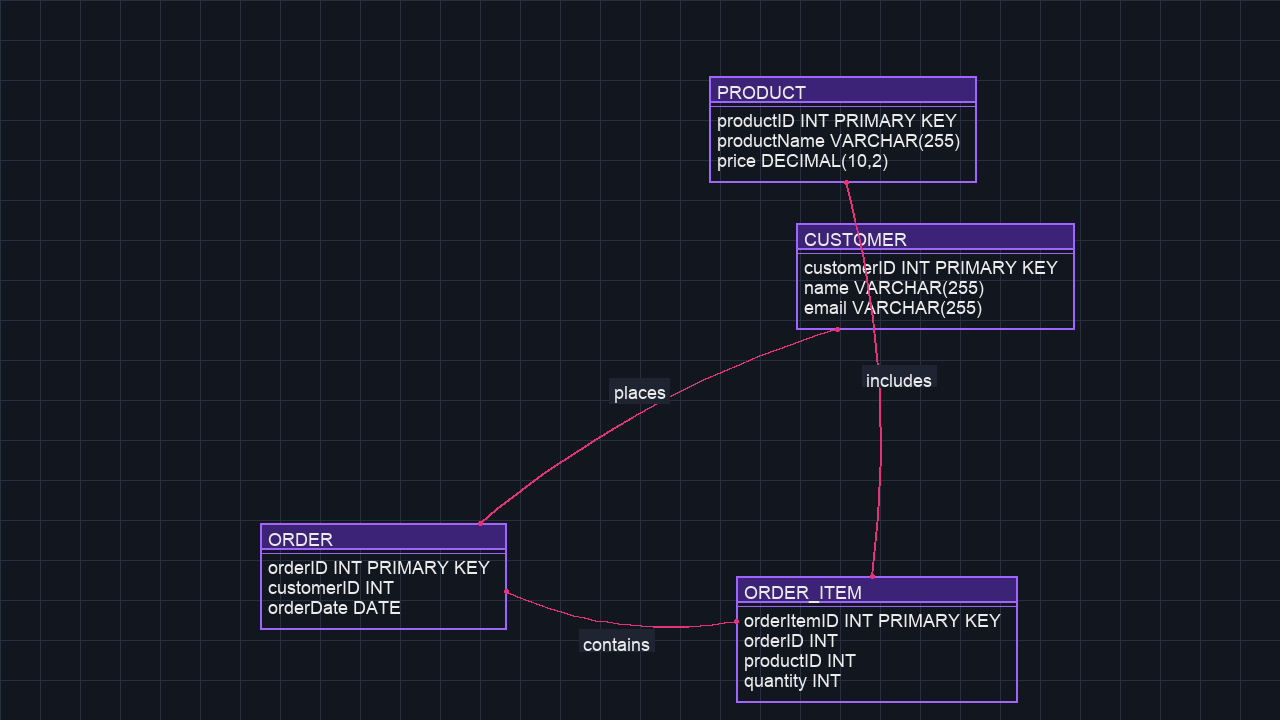 PRODUCT
productID INT PRIMARY KEY
productName VARCHAR(255)
price DECIMAL(10,2)
CUSTOMER
customerID INT PRIMARY KEY
name VARCHAR(255)
email VARCHAR(255)
includes
places
ORDER
orderID INT PRIMARY KEY
customerID INT
orderDate DATE
contains
ORDER_ITEM
orderItemID INT PRIMARY KEY
orderID INT
productID INT
quantity INT